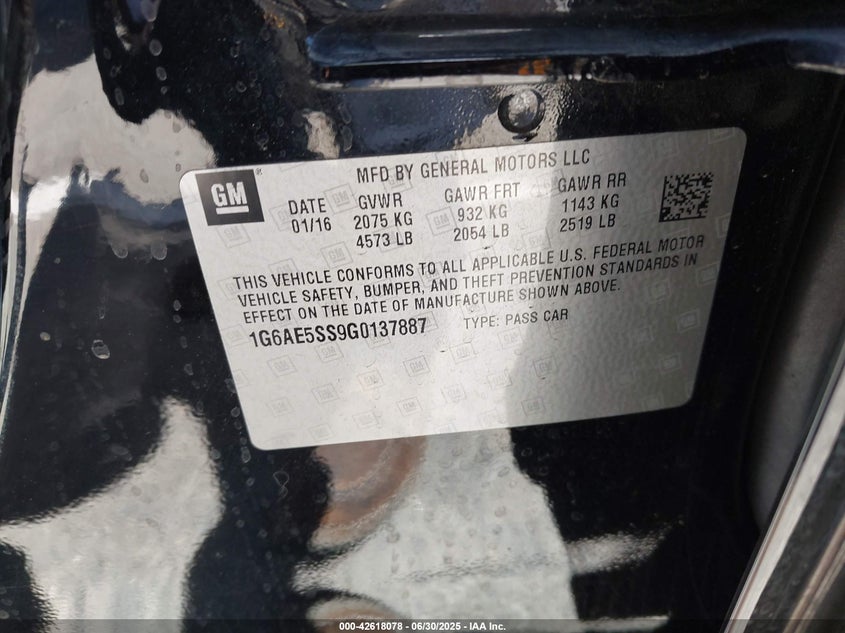 GM
MFD BY GENERAL MOTORS LLC
DATE GVWR GAWR FRT GAWR RR
01/16 2075 KG 932 KG 1143 KG
4573 LB 2054 LB 2519 LB
THIS VEHICLE CONFORMS TO ALL APPLICABLE U.S. FEDERAL MOTOR
VEHICLE SAFETY, BUMPER, AND THEFT PREVENTION STANDARDS IN
EFFECT ON THE DATE OF MANUFACTURE SHOWN ABOVE.
1G6AE5SS9G0137887 TYPE: PASS CAR
000-42618078 - 06/30/2025 - IAA Inc.